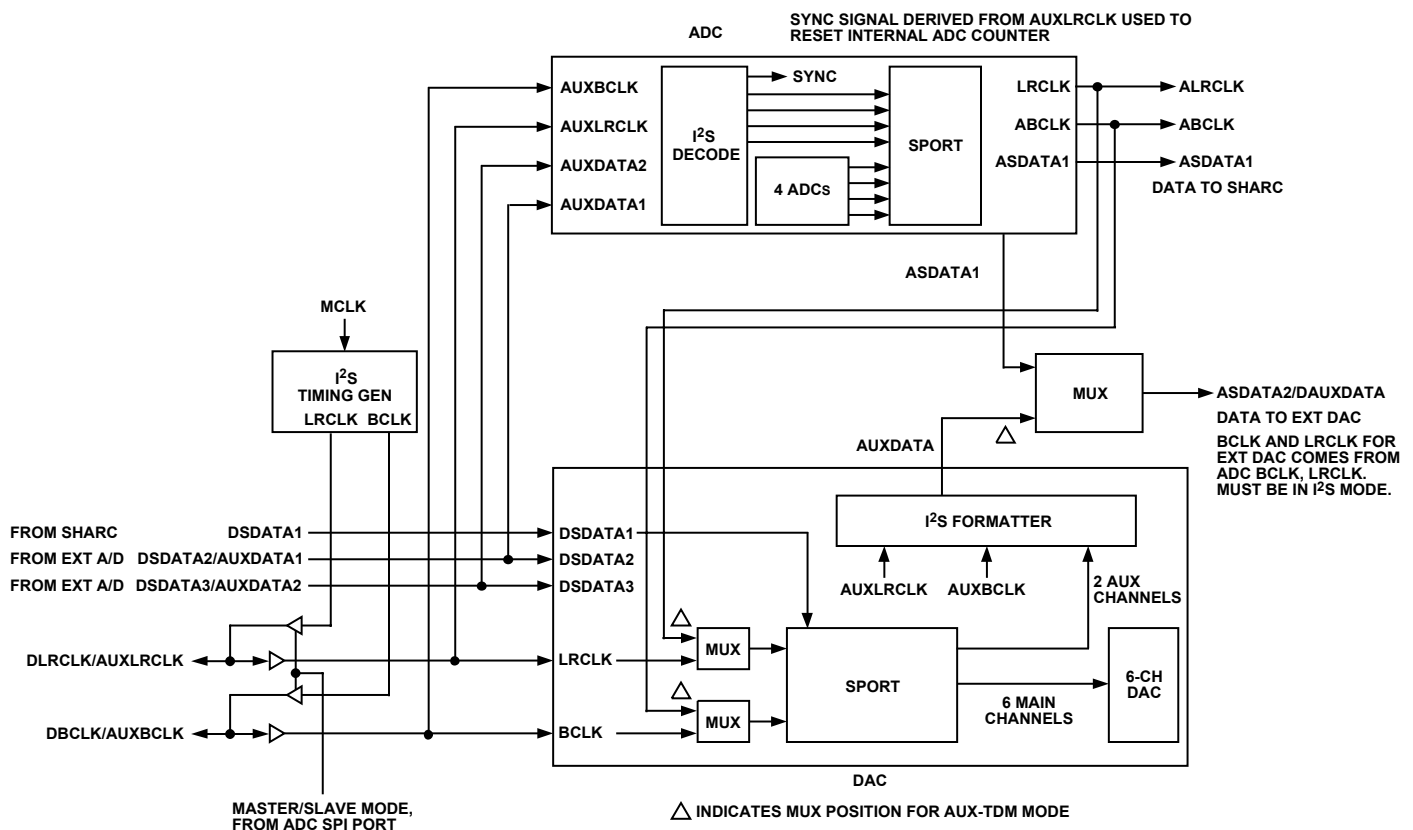 SYNC SIGNAL DERIVED FROM AUXLRCLK USED TO
RESET INTERNAL ADC COUNTER
ADC
AUXBCLK
AUXLRCLK
AUXDATA2
AUXDATA1
I2S
DECODE
SYNC
4 ADCs
SPORT
LRCLK
ABCLK
ASDATA1
ALRCLK
ABCLK
ASDATA1
DATA TO SHARC
ASDATA1
MCLK
I2S
TIMING GEN
LRCLK BCLK
MUX
ASDATA2/DAUXDATA
DATA TO EXT DAC
BCLK AND LRCLK FOR
EXT DAC COMES FROM
ADC BCLK, LRCLK.
MUST BE IN I2S MODE.
AUXDATA
FROM SHARC DSDATA1
FROM EXT A/D DSDATA2/AUXDATA1
FROM EXT A/D DSDATA3/AUXDATA2
DSDATA1
DSDATA2
DSDATA3
I2S FORMATTER
AUXLRCLK
AUXBCLK
2 AUX
CHANNELS
DLRCLK/AUXLRCLK
LRCLK
MUX
DBCLK/AUXBCLK
BCLK
MUX
SPORT
6 MAIN
CHANNELS
6-CH
DAC
DAC
MASTER/SLAVE MODE,
FROM ADC SPI PORT
△ INDICATES MUX POSITION FOR AUX-TDM MODE